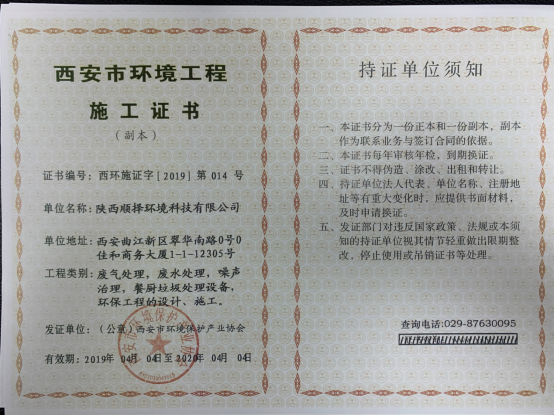 西安市环境工程
施工证书
（副本）
证书编号：西环施证字[2019]第 014 号
单位名称：陕西顺择环境科技有限公司
单位地址：西安曲江新区翠华南路0号0
佳和商务大厦1-1-12305号
工程类别：废气处理，废水处理，噪声
治理，餐厨垃圾处理设备，
环保工程的设计、施工。
发证单位：（公章）西安市环境保护产业协会
有效期：2019年 04月 04日至 2020年 04月 04日
持证单位须知
一、本证书分为一份正本和一份副本，副本
作为联系业务与签订合同的依据。
二、本证书每年审核年检，到期换证。
三、本证书不得伪造、涂改、出租和转让。
四、持证单位法人代表、单位名称、注册地
址等有重大变化时，应提供书面材料，
及时申请换证。
五、发证部门对违反国家政策、法规或本须
知的持证单位视其情节轻重做出限期整
改，停止使用或吊销证书等处理。
查询电话:029-87630095